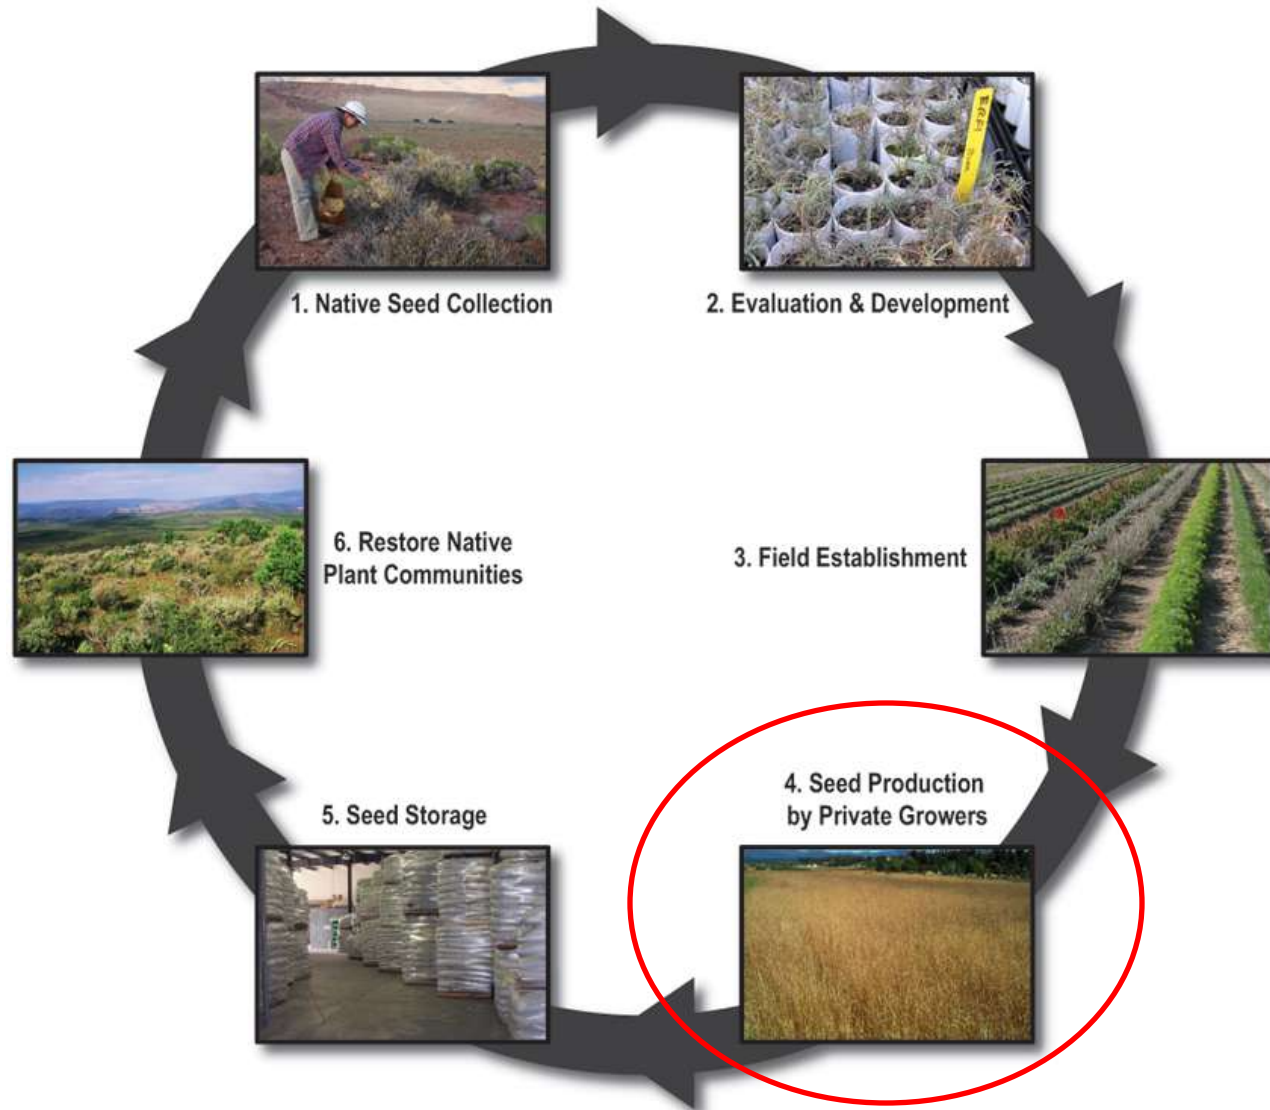 1. Native Seed Collection
2. Evaluation & Development
3. Field Establishment
4. Seed Production
by Private Growers
5. Seed Storage
6. Restore Native
Plant Communities